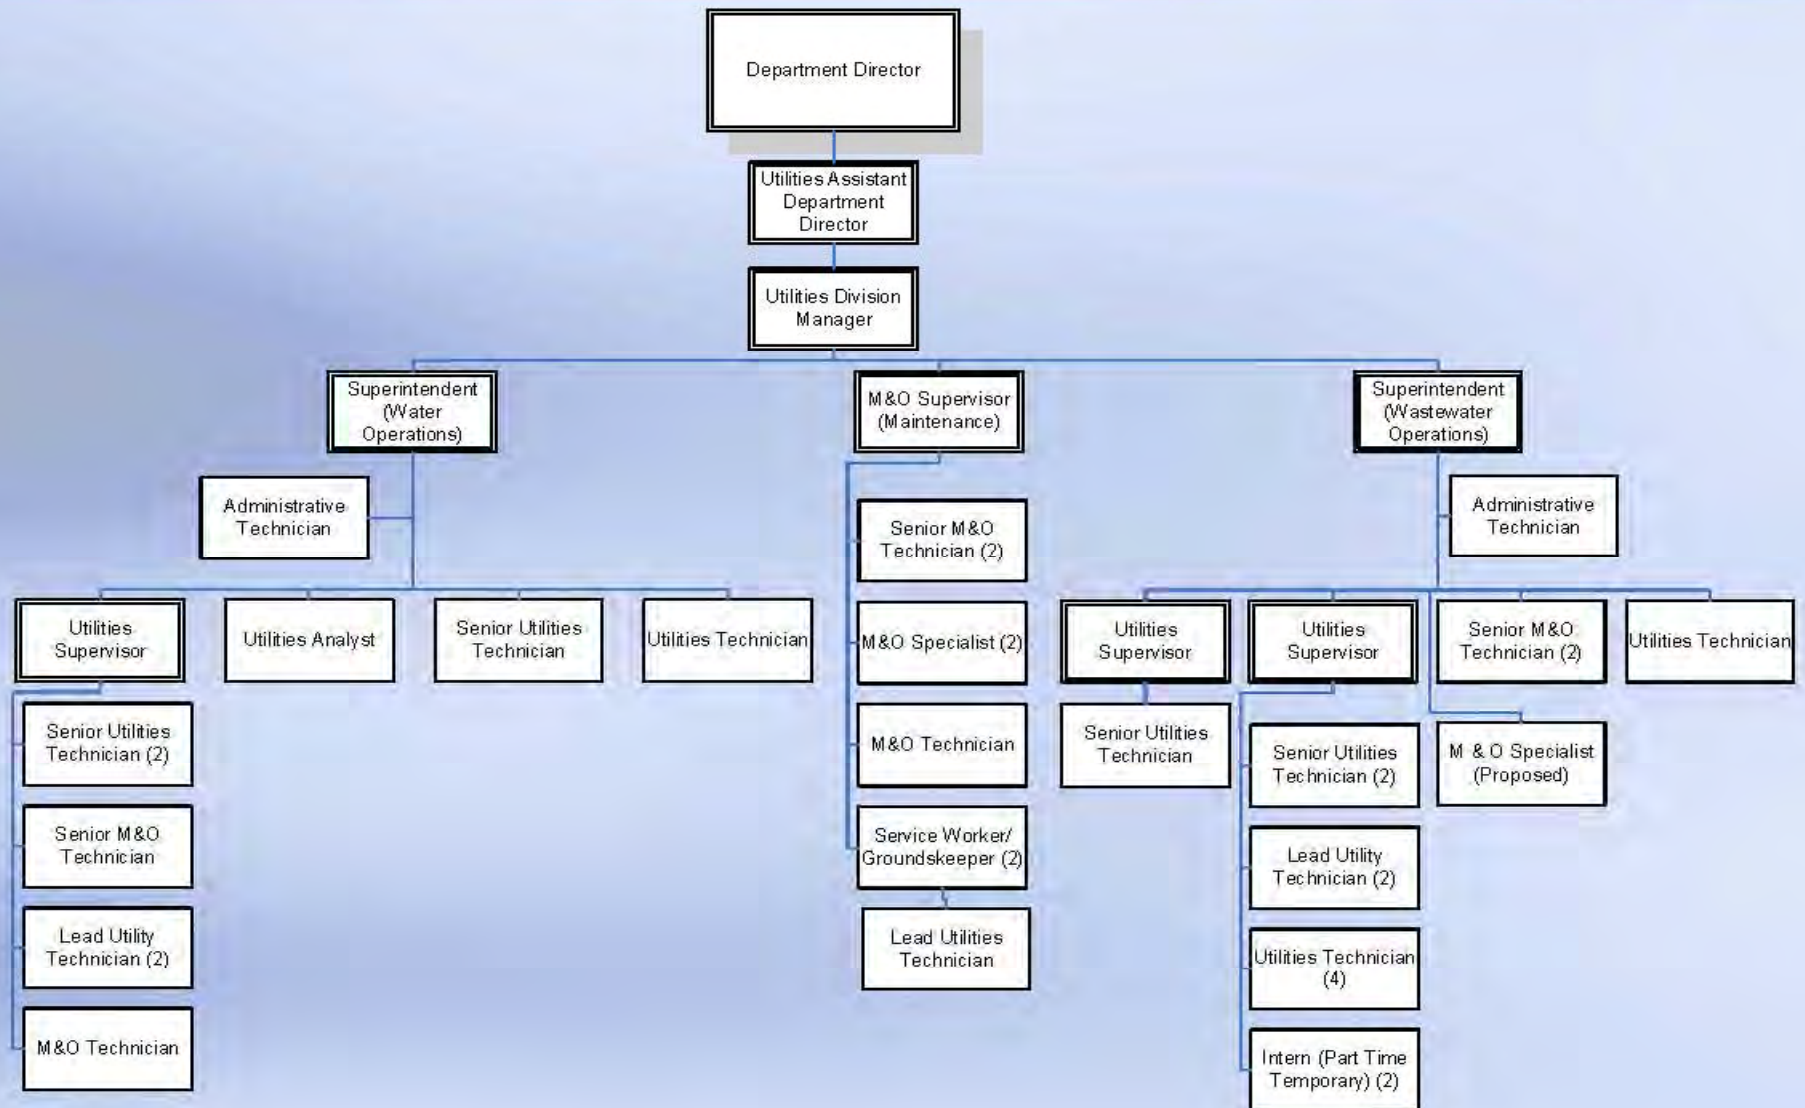 Department Director
Utilities Assistant
Department
Director
Utilities Division
Manager
Superintendent
(Water
Operations)
M&O Supervisor
(Maintenance)
Superintendent
(Wastewater
Operations)
Administrative
Technician
Administrative
Technician
Utilities
Supervisor
Utilities Analyst
Senior Utilities
Technician
Utilities Technician
Senior Utilities
Technician (2)
Senior M&O
Technician
Lead Utility
Technician (2)
M&O Technician
Senior M&O
Technician (2)
M&O Specialist (2)
M&O Technician
Service Worker/
Groundskeeper (2)
Lead Utilities
Technician
Utilities
Supervisor
Utilities
Supervisor
Senior M&O
Technician (2)
Utilities Technician
Senior Utilities
Technician
Senior Utilities
Technician (2)
Lead Utility
Technician (2)
Utilities Technician
(4)
Intern (Part Time
Temporary) (2)
M & O Specialist
(Proposed)